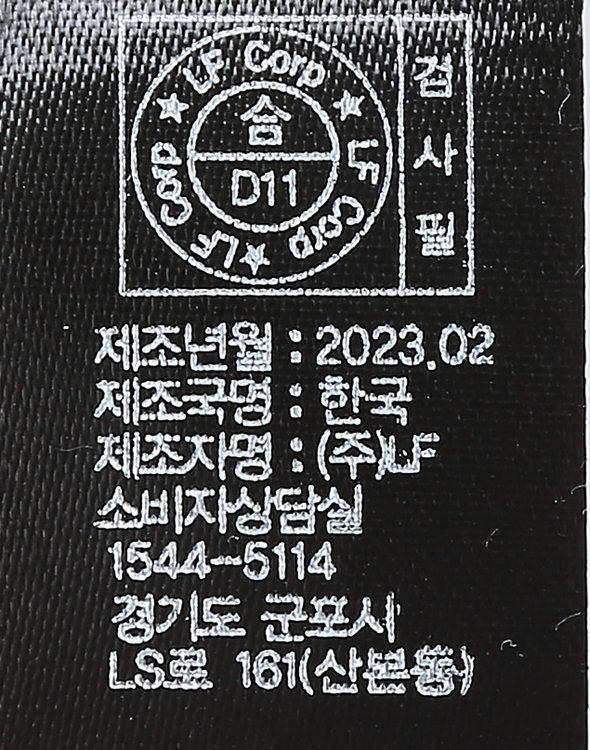 LF Corp ★ LF Corp ★ LF Corp ★
合
D11
검사필
제조년월 : 2023.02
제조국명 : 한국
제조자명 : (주)LF
소비자상담실
1544-5114
경기도 군포시
LS로 161(산본동)